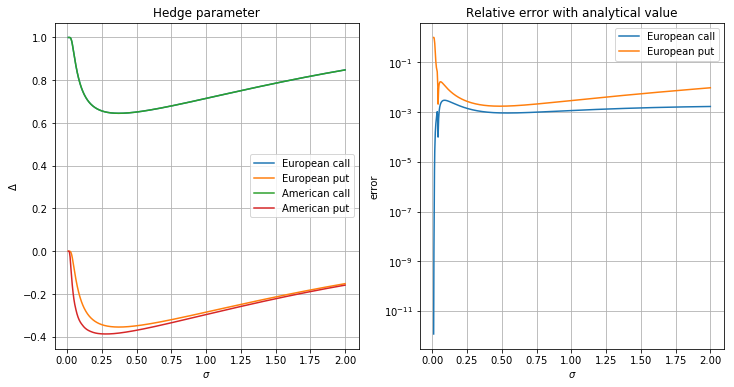 Hedge parameter
1.0
0.8
0.6
0.4
0.2
0.0
−0.2
−0.4
Δ
European call
European put
American call
American put
0.00 0.25 0.50 0.75 1.00 1.25 1.50 1.75 2.00
σ
Relative error with analytical value
10⁻¹
10⁻³
10⁻⁵
10⁻⁷
10⁻⁹
10⁻¹¹
error
European call
European put
0.00 0.25 0.50 0.75 1.00 1.25 1.50 1.75 2.00
σ